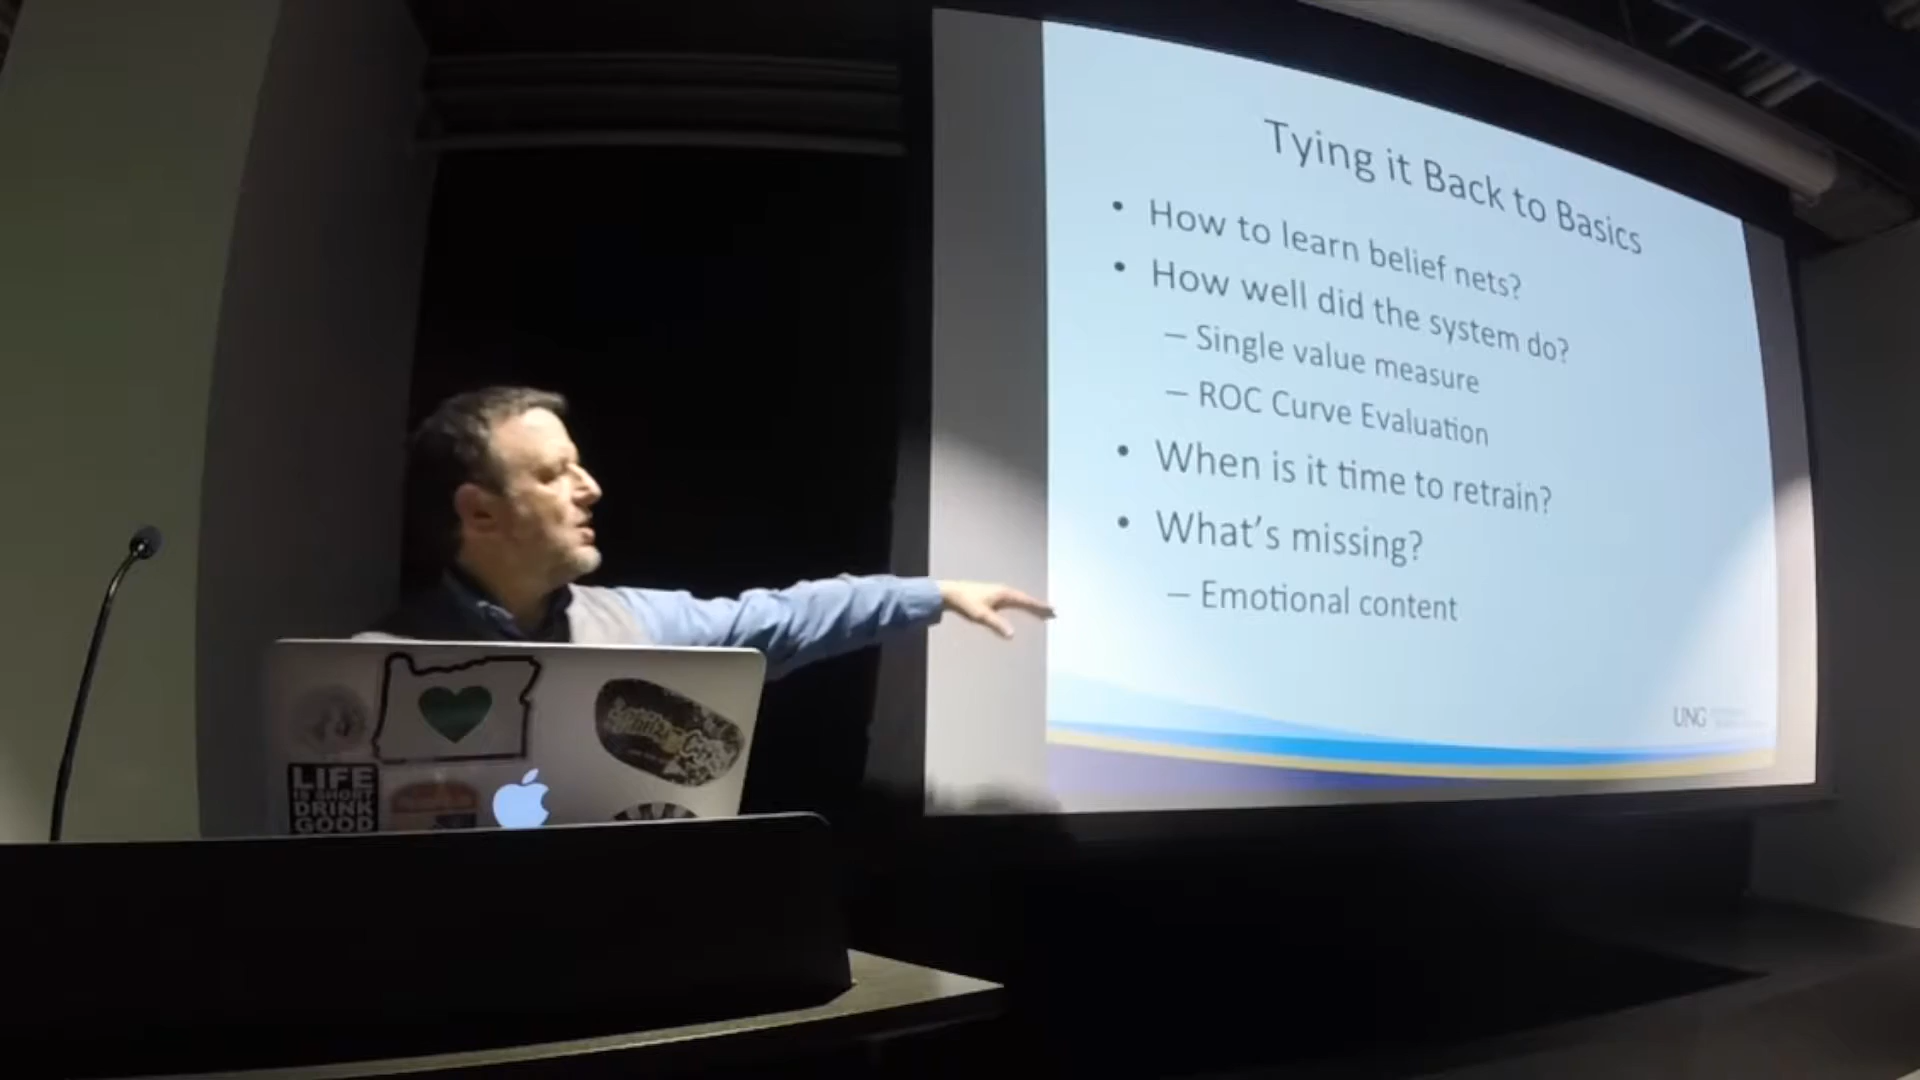 Tying it Back to Basics
• How to learn belief nets?
• How well did the system do?
– Single value measure
– ROC Curve Evaluation
• When is it time to retrain?
• What's missing?
– Emotional content
UNG
LIFE
IS SHORT
DRINK
GOOD